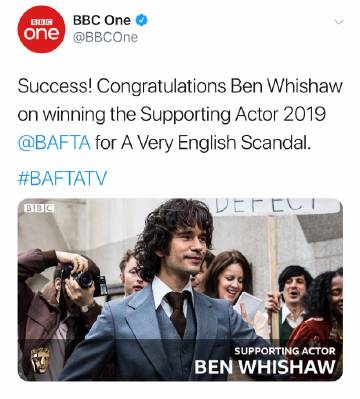 BBC
one
BBC One
@BBCOne
Success! Congratulations Ben Whishaw
on winning the Supporting Actor 2019
@BAFTA for A Very English Scandal.
#BAFTATV
BBC
DEFECT
SUPPORTING ACTOR
BEN WHISHAW